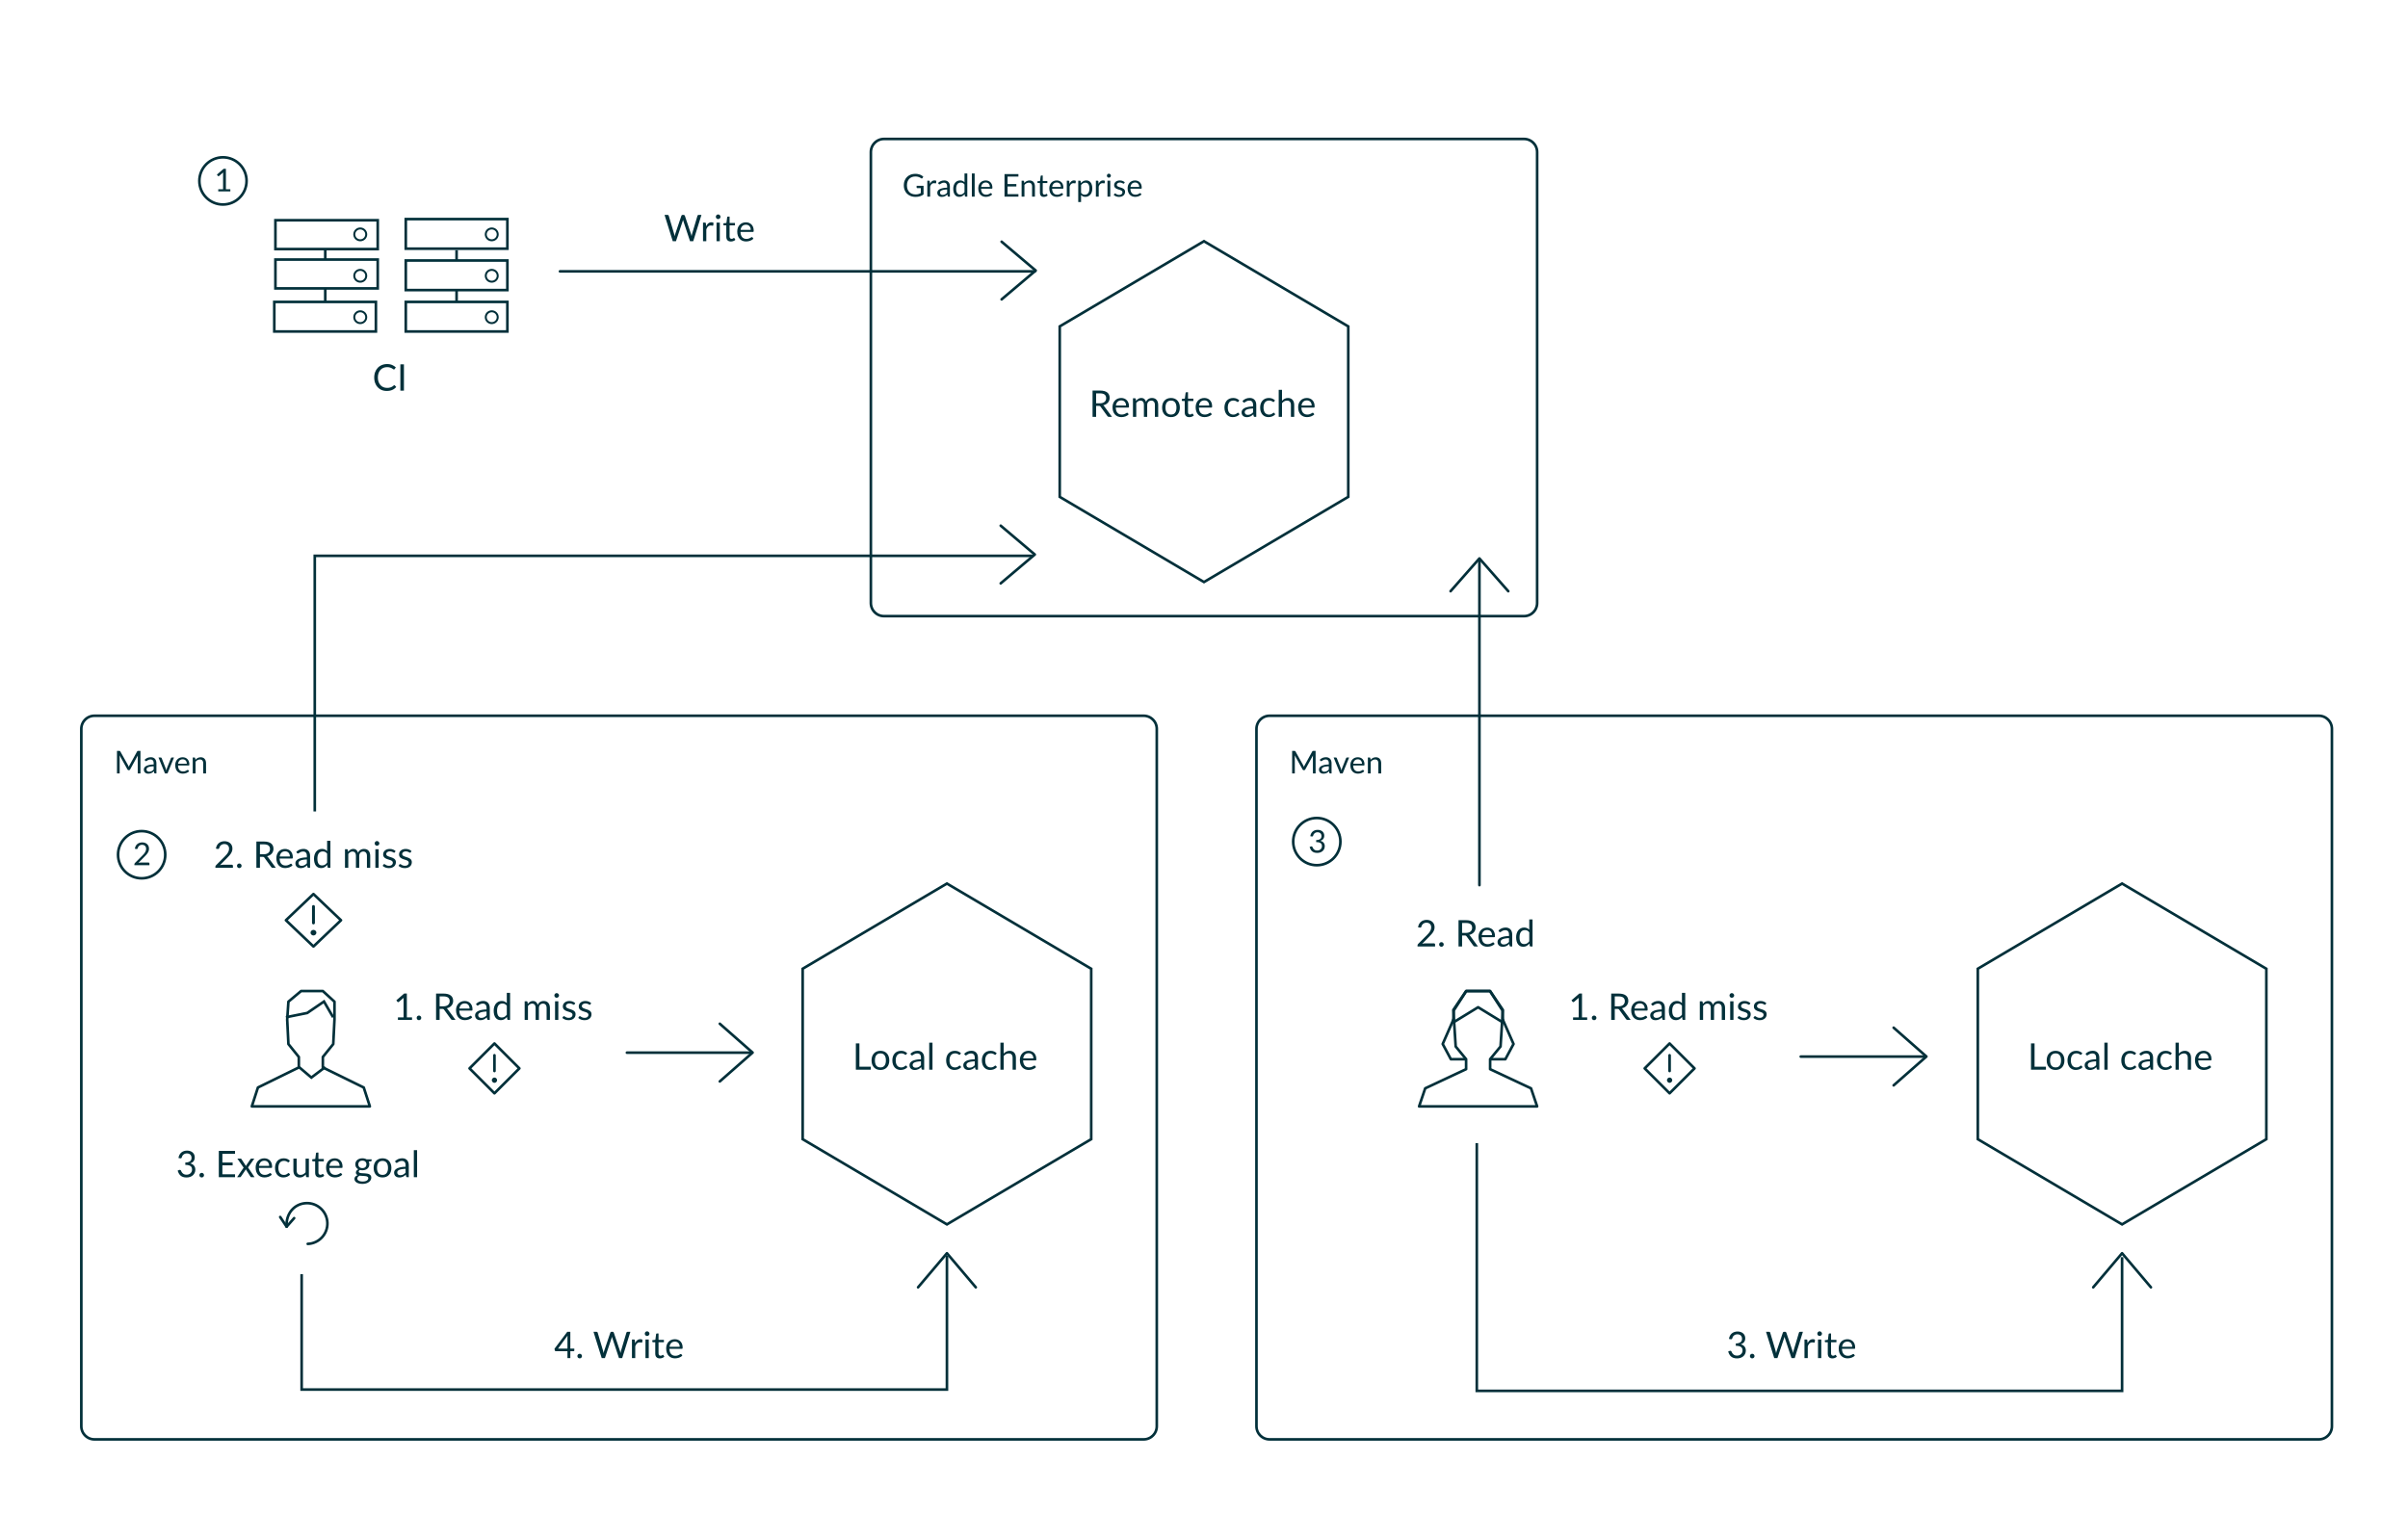 1
CI
Write
Gradle Enterprise
Remote cache
Maven
2
2. Read miss
1. Read miss
Local cache
3. Execute goal
4. Write
Maven
3
2. Read
1. Read miss
Local cache
3. Write